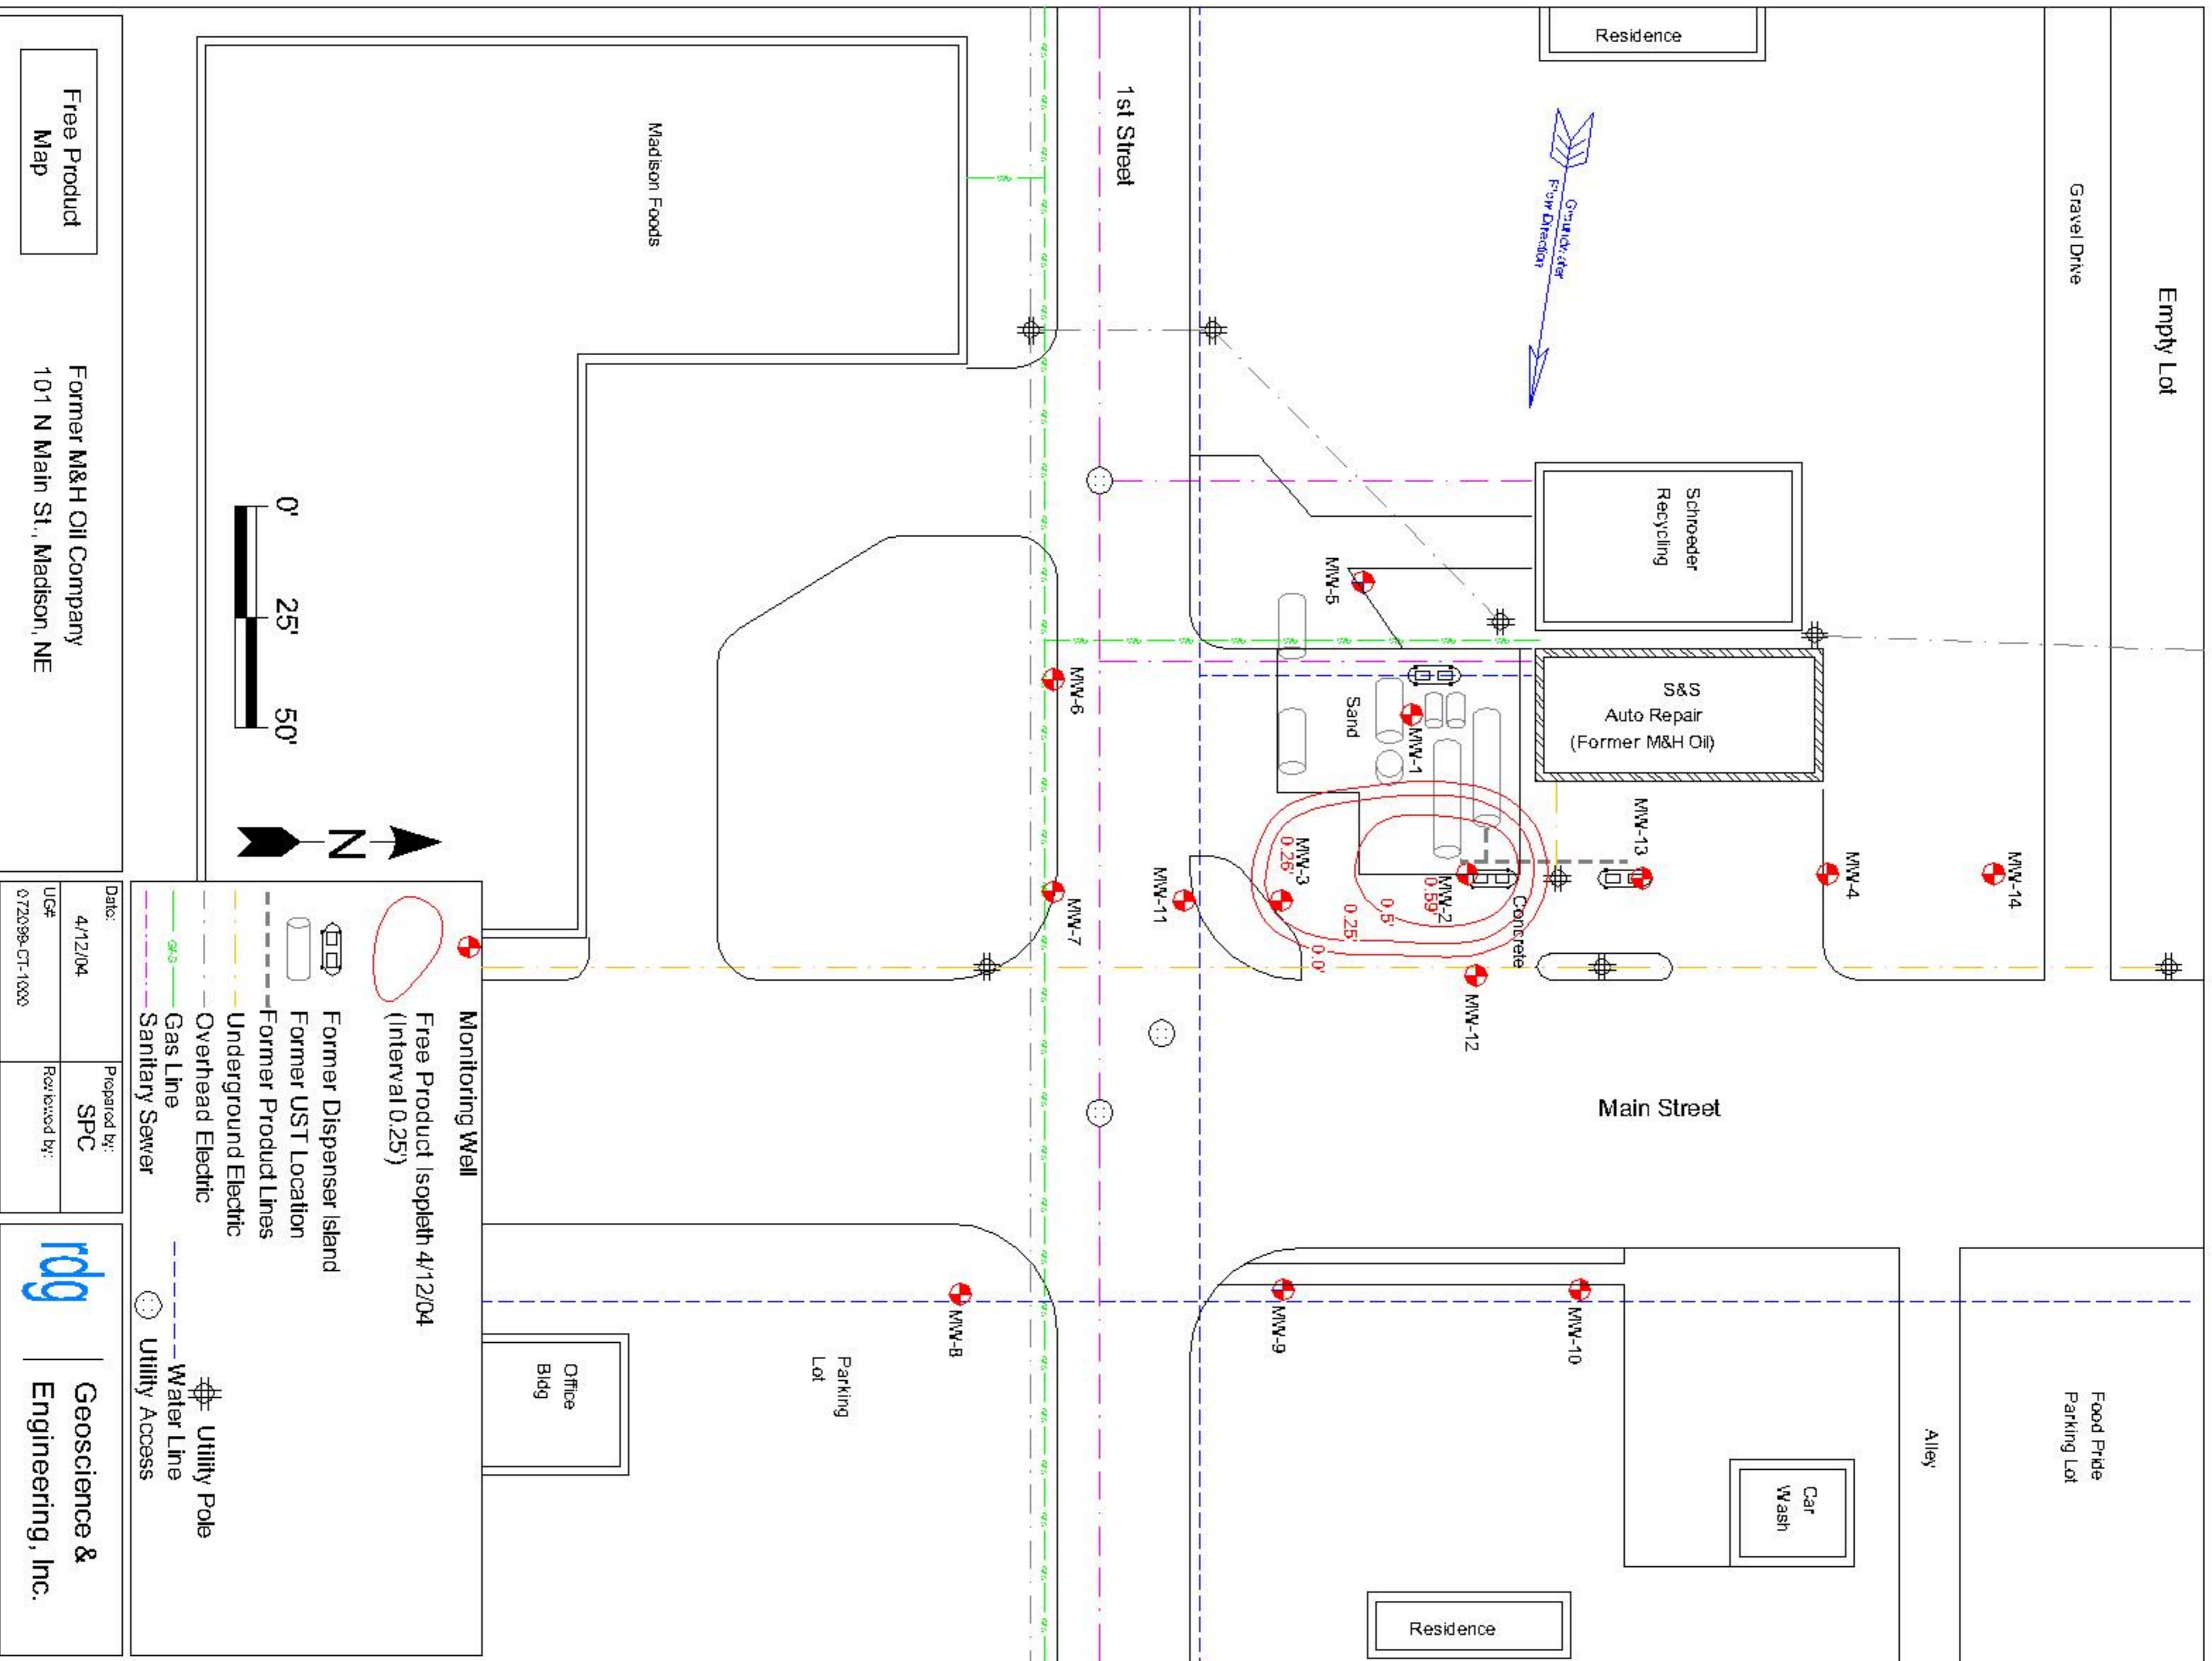 Residence
Groundwater
Flow Direction
1st Street
Madison Foods
Gravel Drive
Empty Lot
Schroeder
Recycling
S&S
Auto Repair
(Former M&H Oil)
Sand
Concrete
MW-1
MW-2
0.59'
MW-3
0.26'
MW-4
MW-5
MW-6
MW-7
MW-8
MW-9
MW-10
MW-11
MW-12
MW-13
MW-14
0.5'
0.25'
0.0'
Main Street
Food Pride
Parking Lot
Alley
Car
Wash
Residence
Parking
Lot
Office
Bldg
0'
25'
50'
N
Monitoring Well
Free Product Isopleth 4/12/04
(Interval 0.25')
Former Dispenser Island
Former UST Location
Former Product Lines
Underground Electric
Overhead Electric
GAS
Gas Line
Sanitary Sewer
Utility Pole
Water Line
Utility Access
Free Product
Map
Former M&H Oil Company
101 N Main St., Madison, NE
Date:
4/12/04
Prepared by:
SPC
UG#
072099-CT-1000
Reviewed by:
rdg
Geoscience &
Engineering, Inc.